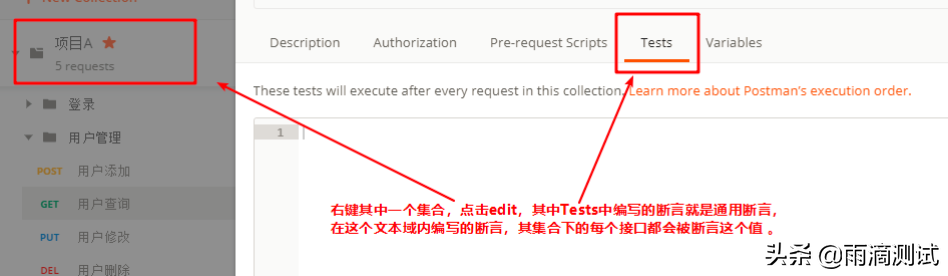 New Collection
项目A
5 requests
登录
用户管理
POST 用户添加
GET 用户查询
PUT 用户修改
DEL 用户删除
Description Authorization Pre-request Scripts Tests Variables
These tests will execute after every request in this collection. Learn more about Postman's execution order.
1
右键其中一个集合，点击edit，其中Tests中编写的断言就是通用断言，
在这个文本域内编写的断言，其集合下的每个接口都会被断言这个值 。
头条 @雨滴测试